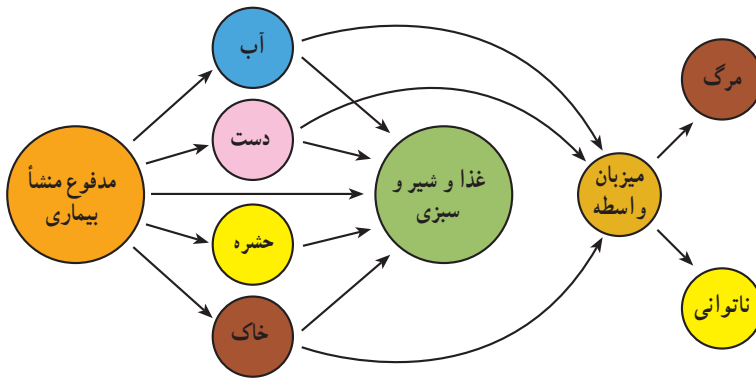 آب
دست
مدفوع منشأ
بیماری
حشره
خاک
غذا و شیر و
سبزی
میزبان
واسطه
مرگ
ناتوانی